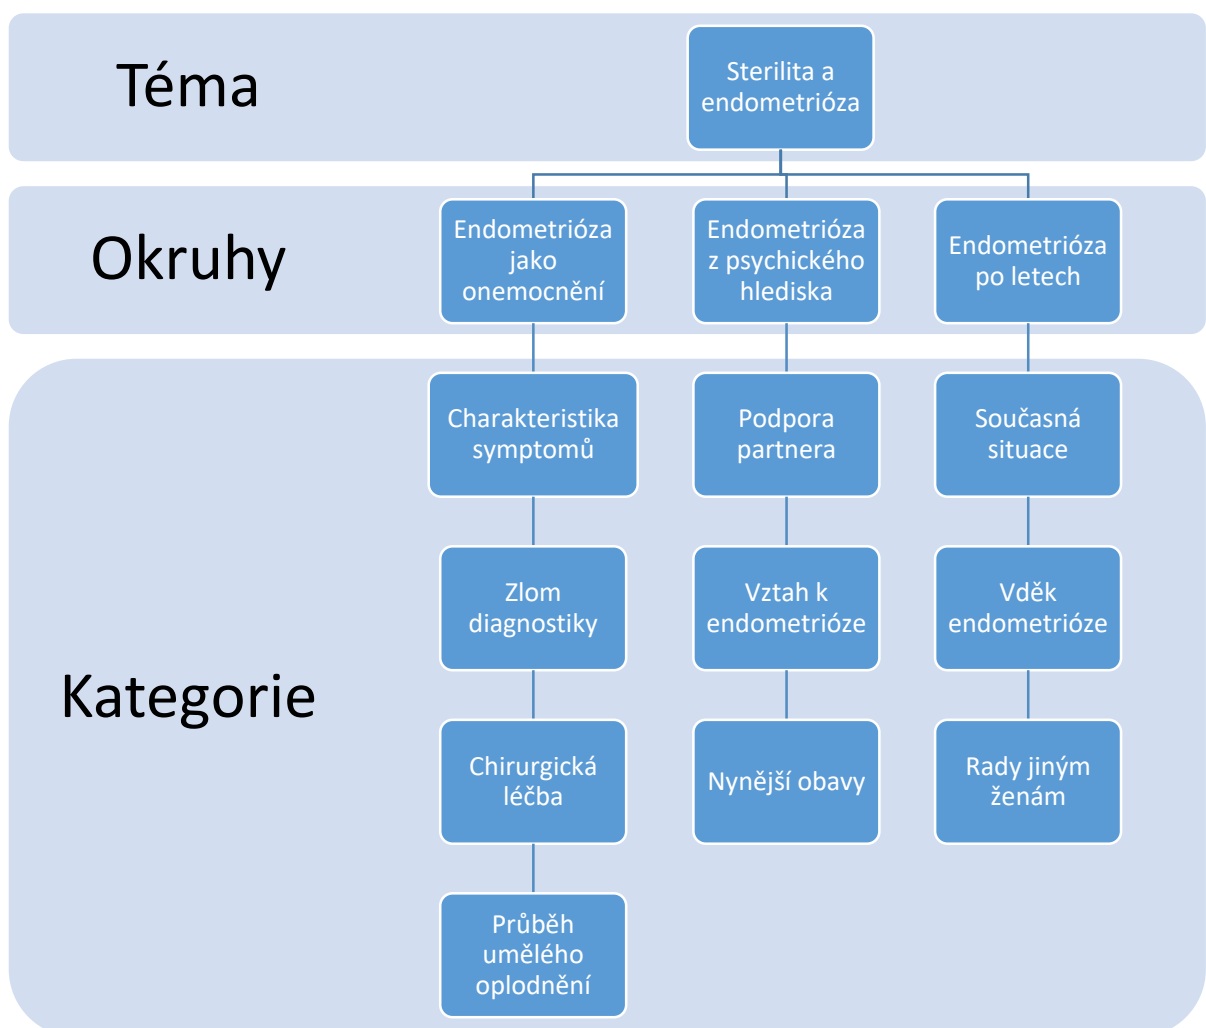 Téma
Sterilita a
endometrióza
Okruhy
Endometrióza
jako
onemocnění
Endometrióza
z psychického
hlediska
Endometrióza
po letech
Kategorie
Charakteristika
symptomů
Podpora
partnera
Současná
situace
Zlom
diagnostiky
Vztah k
endometrióze
Vděk
endometrióze
Chirurgická
léčba
Nynější obavy
Rady jiným
ženám
Průběh
umělého
oplodnění